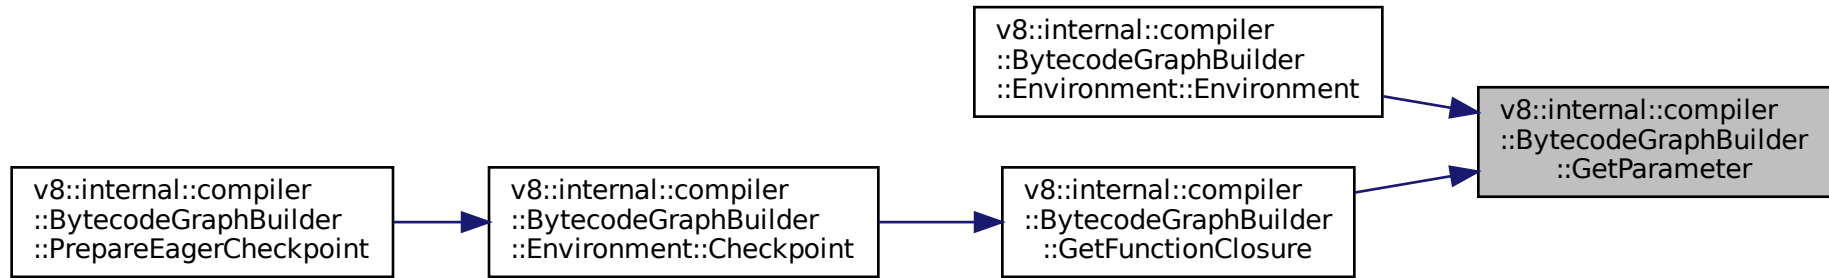 v8::internal::compiler
::BytecodeGraphBuilder
::Environment::Environment
v8::internal::compiler
::BytecodeGraphBuilder
::GetParameter
v8::internal::compiler
::BytecodeGraphBuilder
::PrepareEagerCheckpoint
v8::internal::compiler
::BytecodeGraphBuilder
::Environment::Checkpoint
v8::internal::compiler
::BytecodeGraphBuilder
::GetFunctionClosure